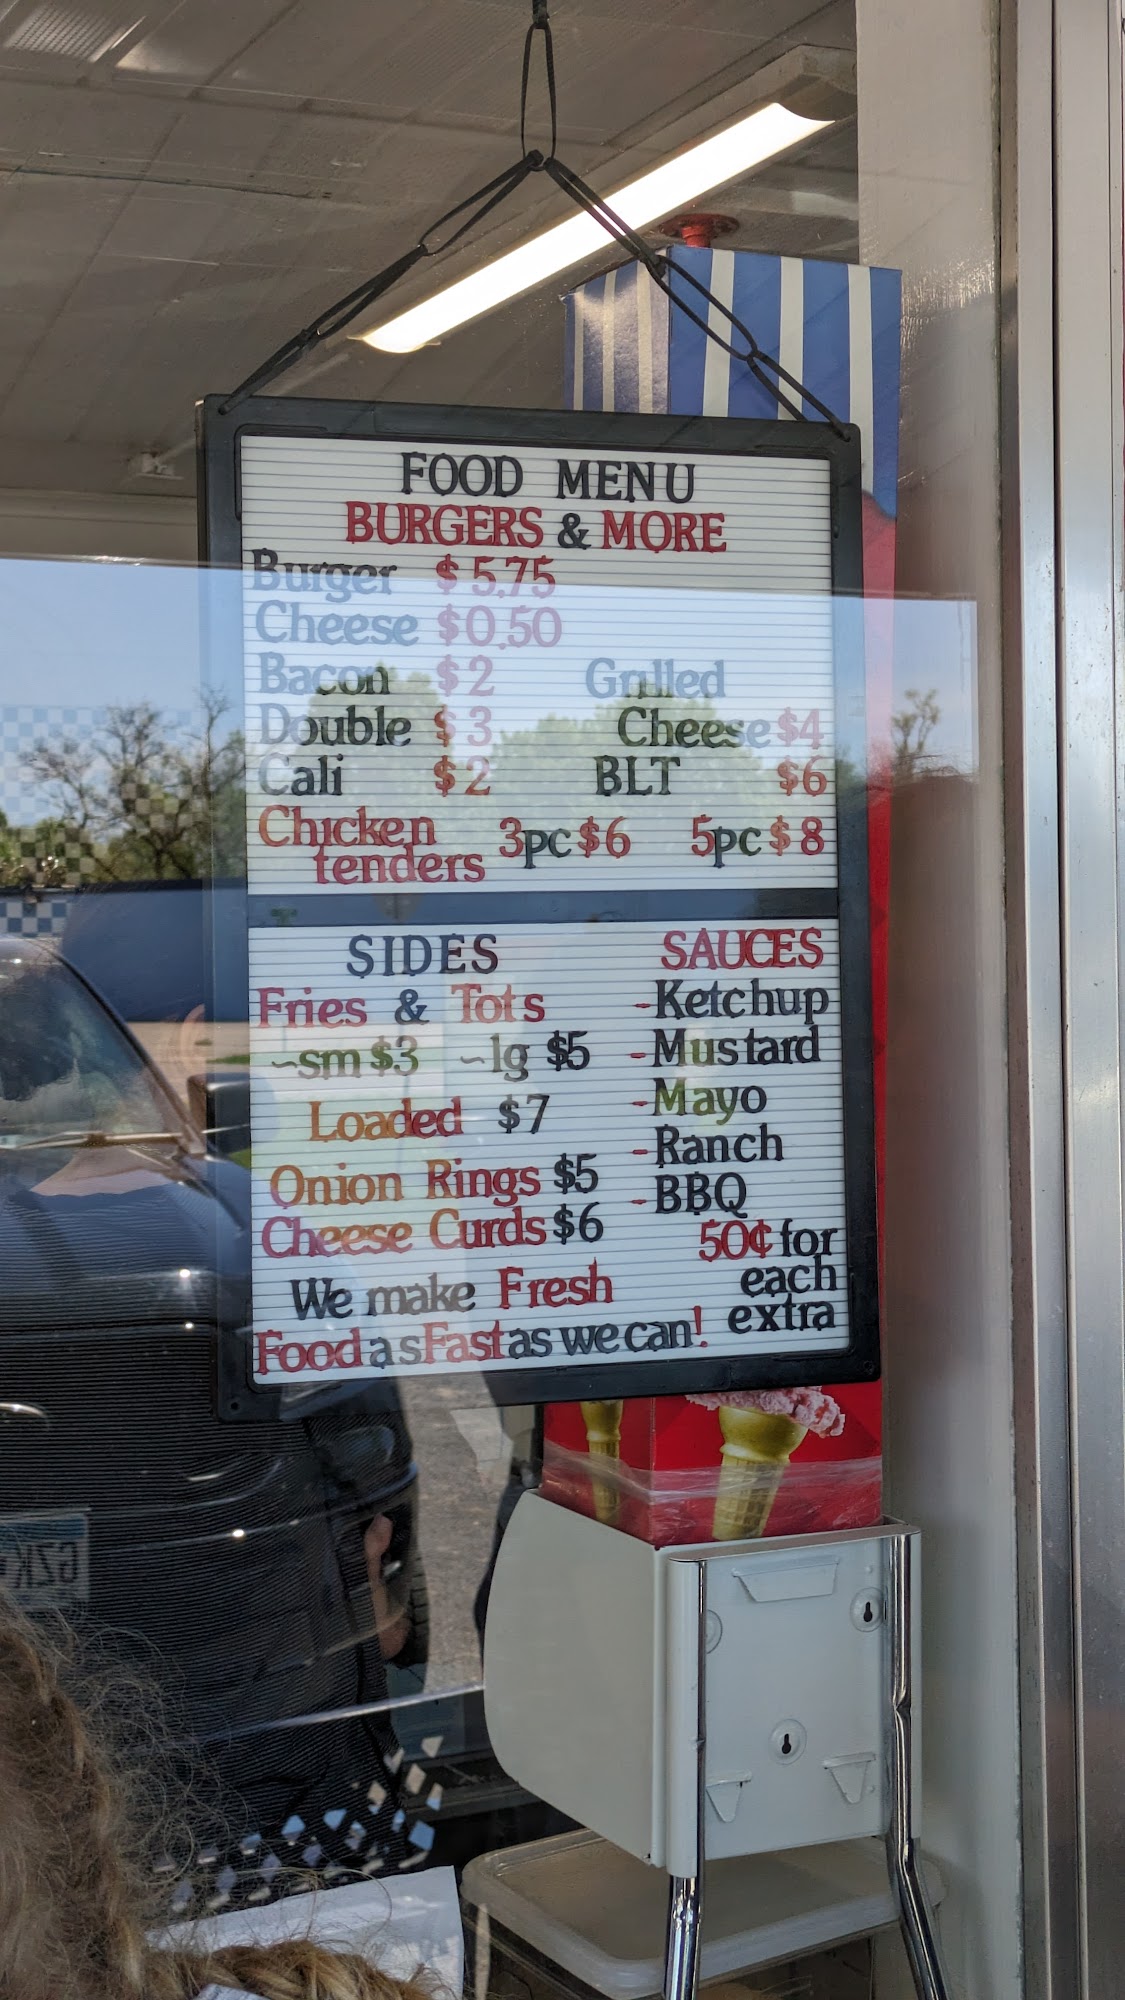 FOOD MENU
BURGERS & MORE
Burger $5.75
Cheese $0.50
Bacon $2
Double $3
Cali $2
Grilled
Cheese $4
BLT $6
Chicken
tenders 3pc $6 5pc $8
SIDES
Fries & Tots
~sm $3 ~lg $5
Loaded $7
Onion Rings $5
Cheese Curds $6
We make Fresh
Food as Fast as we can!
SAUCES
-Ketchup
-Mustard
-Mayo
-Ranch
-BBQ
50¢ for
each
extra